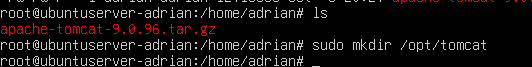 root@ubuntuserver-adrian:/home/adrian# ls
apache-tomcat-9.0.96.tar.gz
root@ubuntuserver-adrian:/home/adrian# sudo mkdir /opt/tomcat
root@ubuntuserver-adrian:/home/adrian# _